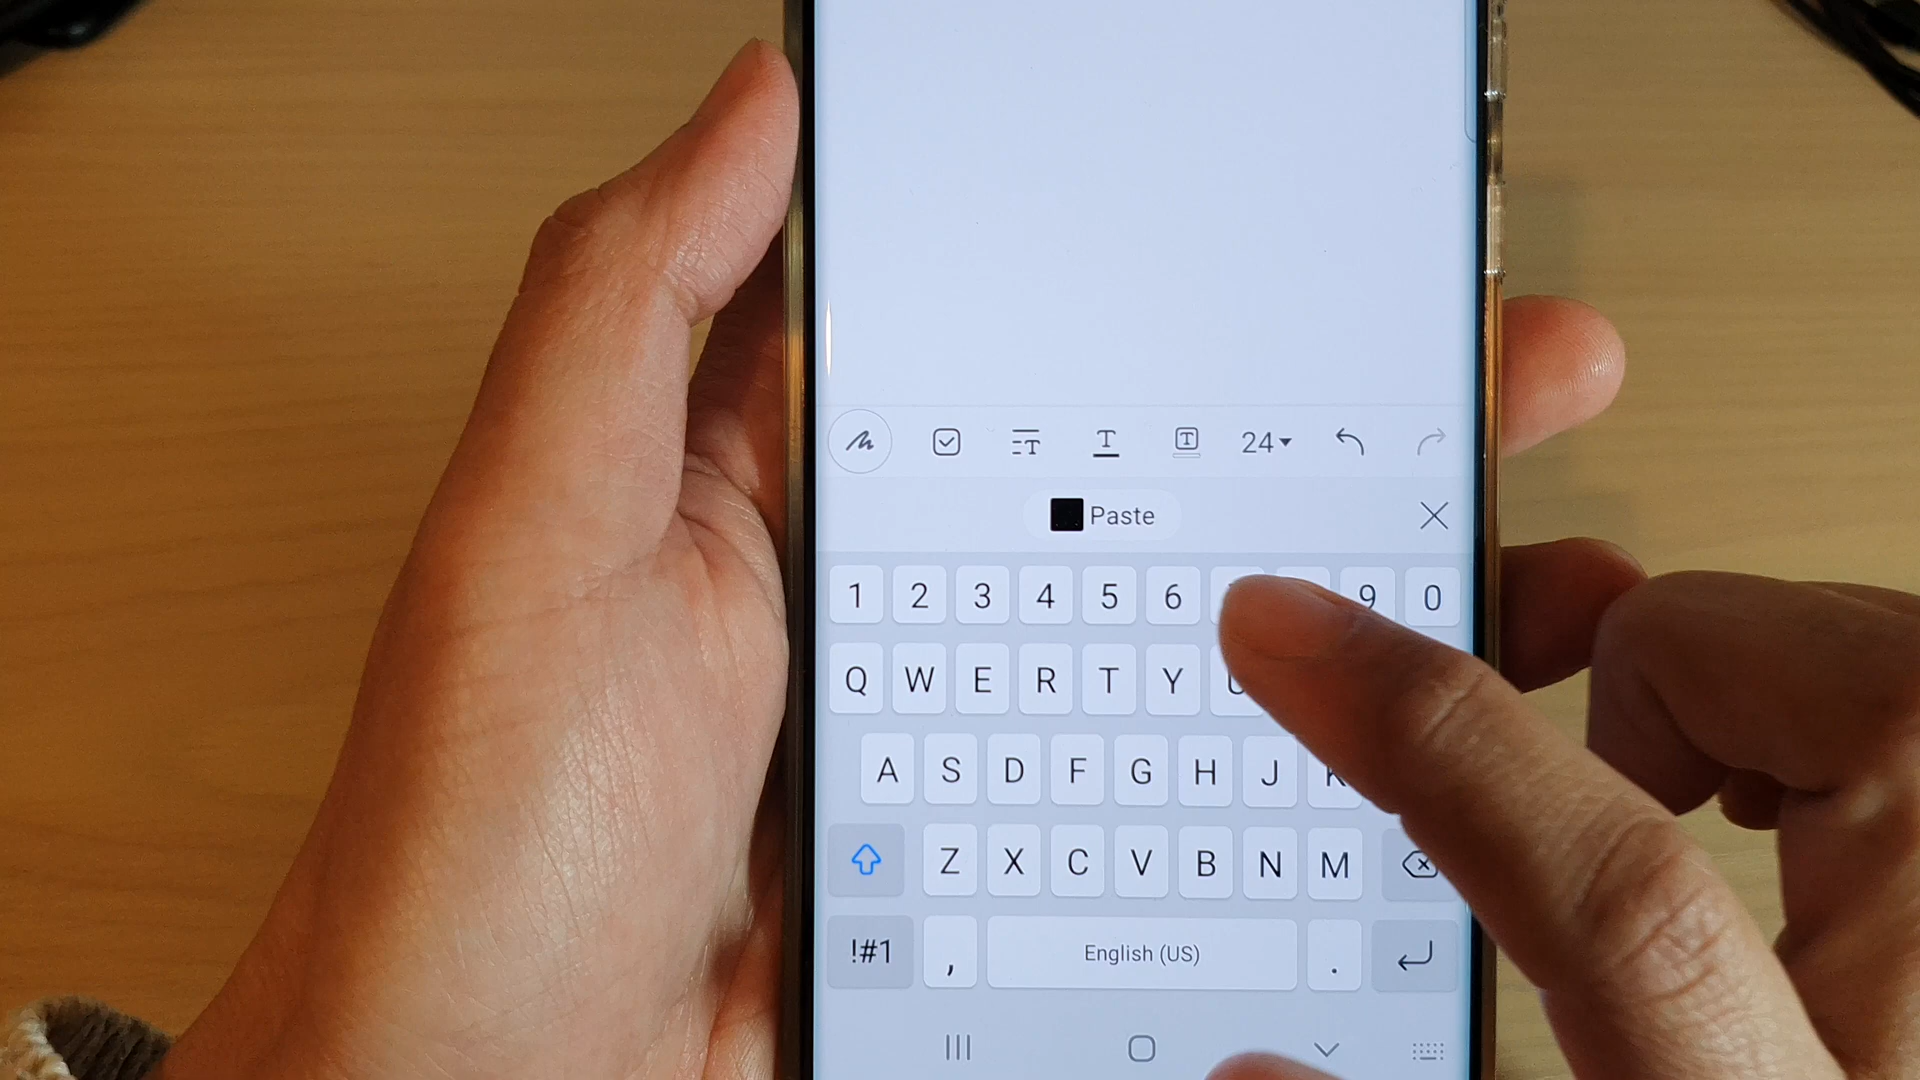 24
Paste
1 2 3 4 5 6 9 0
Q W E R T Y U
A S D F G H J K
Z X C V B N M
!#1 , English (US) .